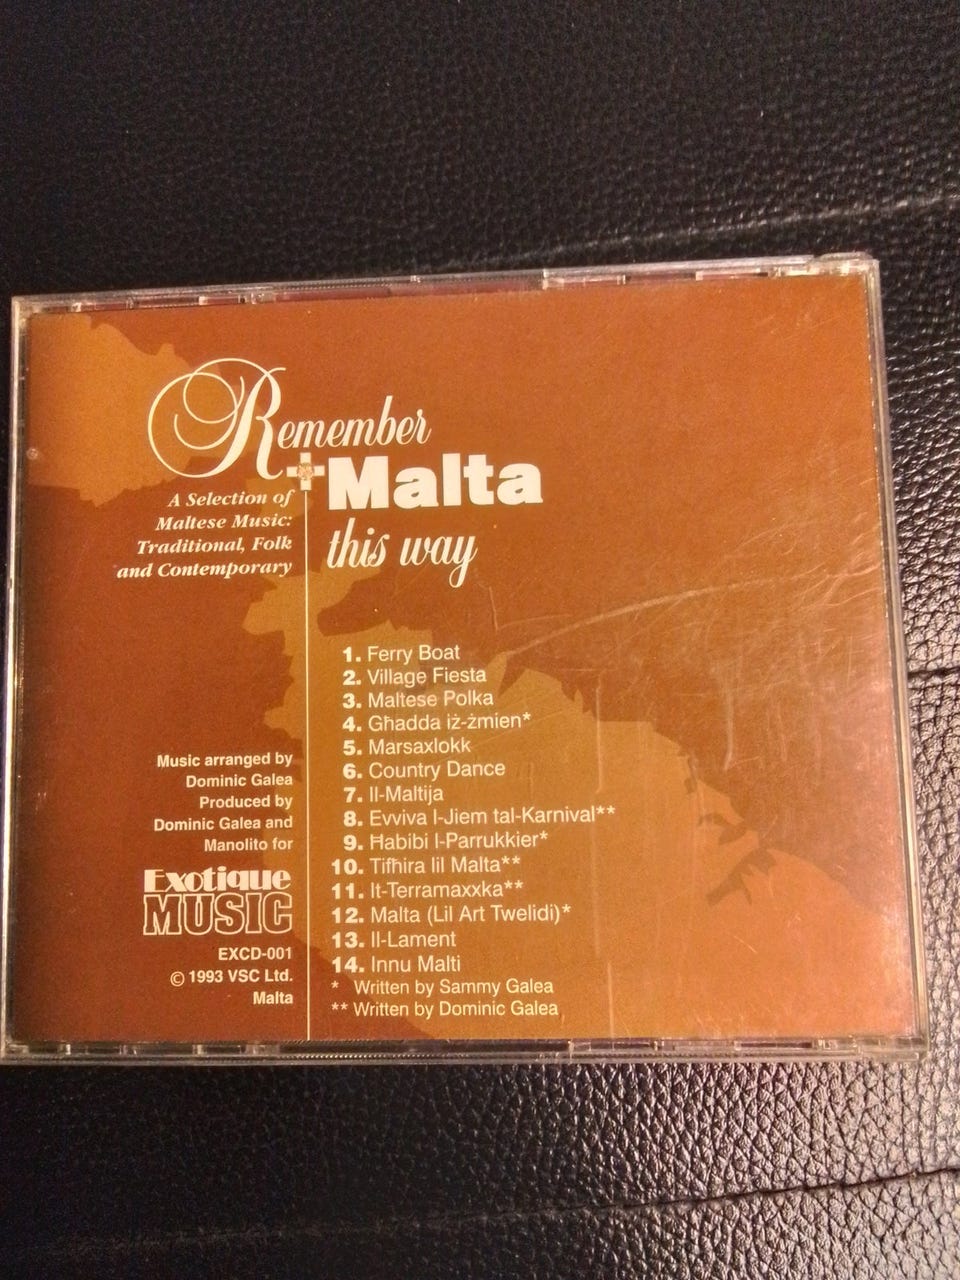 Remember
Malta
this way
A Selection of
Maltese Music:
Traditional, Folk
and Contemporary
1. Ferry Boat
2. Village Fiesta
3. Maltese Polka
4. Għadda iż-żmien*
5. Marsaxlokk
6. Country Dance
7. Il-Maltija
8. Evviva l-Jiem tal-Karnival**
9. Ħabibi l-Parrukkier*
10. Tifħira lil Malta**
11. It-Terramaxxka**
12. Malta (Lil Art Twelidi)*
13. Il-Lament
14. Innu Malti
* Written by Sammy Galea
** Written by Dominic Galea
Music arranged by
Dominic Galea
Produced by
Dominic Galea and
Manolito for
Exotique
MUSIC
EXCD-001
© 1993 VSC Ltd.
Malta